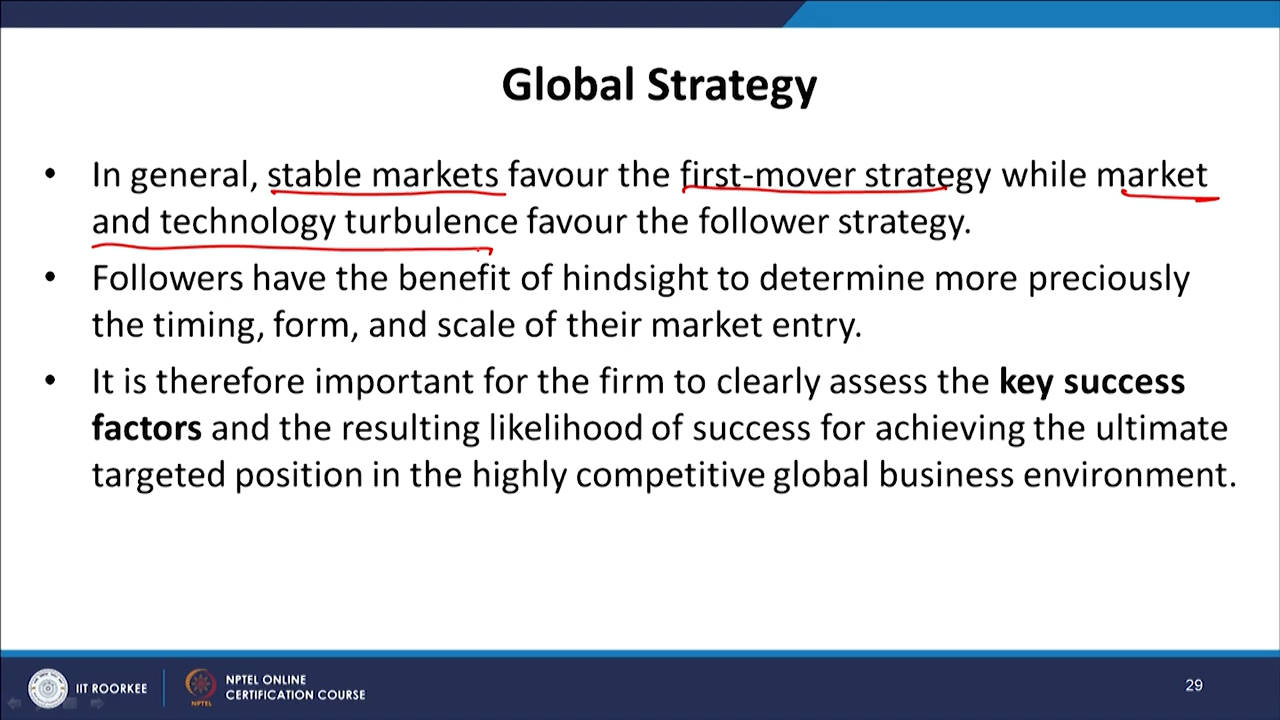 Global Strategy
• In general, stable markets favour the first-mover strategy while market
and technology turbulence favour the follower strategy.
• Followers have the benefit of hindsight to determine more preciously
the timing, form, and scale of their market entry.
• It is therefore important for the firm to clearly assess the key success
factors and the resulting likelihood of success for achieving the ultimate
targeted position in the highly competitive global business environment.
IIT ROORKEE
NPTEL
NPTEL ONLINE
CERTIFICATION COURSE
29